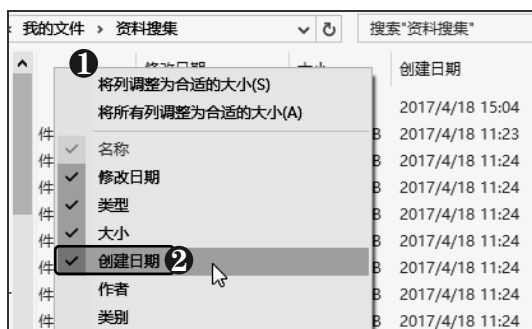 我的文件 › 资料搜集
搜索"资料搜集"
1
修改日期
大小
创建日期
将列调整为合适的大小(S)
将所有列调整为合适的大小(A)
名称
修改日期
类型
大小
创建日期 2
作者
类别
2017/4/18 15:04
件 B 2017/4/18 11:23
件 B 2017/4/18 11:24
件 B 2017/4/18 11:24
件 B 2017/4/18 11:24
件 B 2017/4/18 11:24
件 B 2017/4/18 11:24
件 B 2017/4/18 11:24
B 2017/4/18 11:24